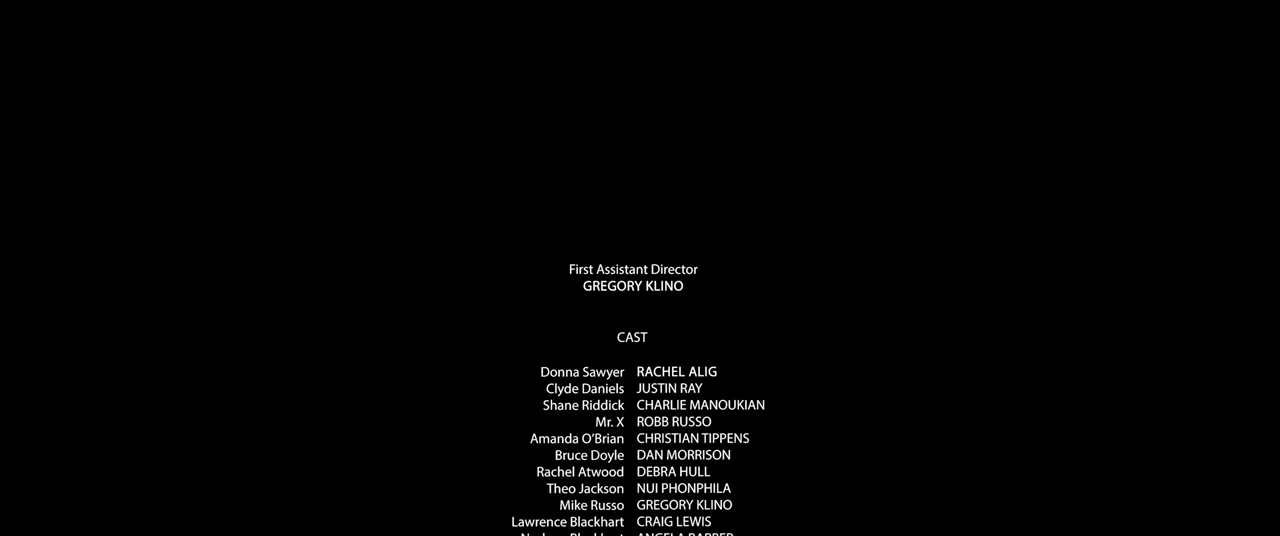 First Assistant Director
GREGORY KLINO
CAST
Donna Sawyer RACHEL ALIG
Clyde Daniels JUSTIN RAY
Shane Riddick CHARLIE MANOUKIAN
Mr. X ROBB RUSSO
Amanda O’Brian CHRISTIAN TIPPENS
Bruce Doyle DAN MORRISON
Rachel Atwood DEBRA HULL
Theo Jackson NUI PHONPHILA
Mike Russo GREGORY KLINO
Lawrence Blackhart CRAIG LEWIS